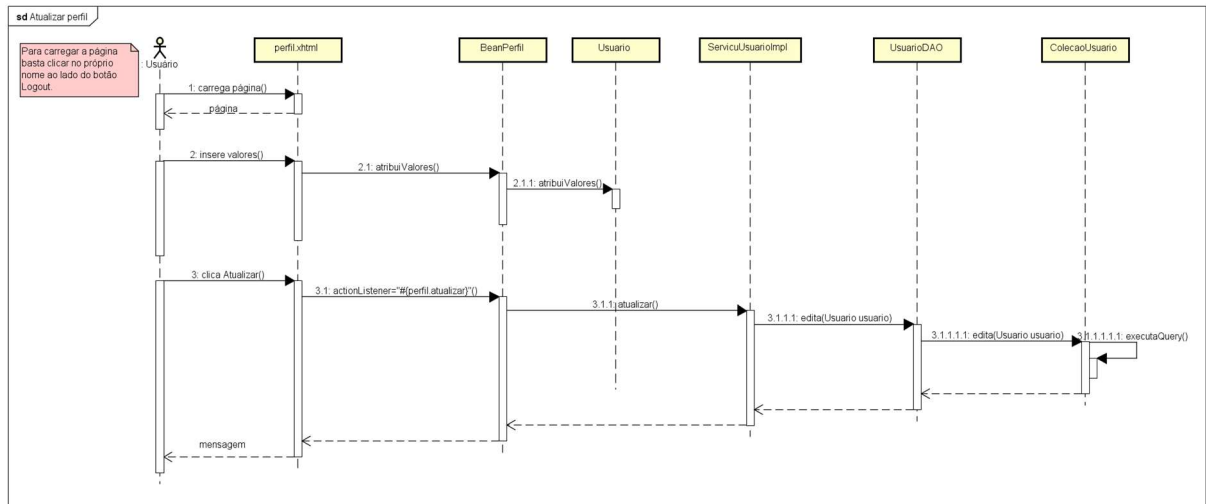 sd Atualizar perfil
Para carregar a página
basta clicar no próprio
nome ao lado do botão
Logout.
: Usuário
perfil.xhtml
BeanPerfil
Usuario
ServicuUsuarioImpl
UsuarioDAO
ColecaoUsuario
1: carrega página()
página
2: insere valores()
2.1: atribuiValores()
2.1.1: atribuiValores()
3: clica Atualizar()
3.1: actionListener="#{perfil.atualizar}"()
3.1.1: atualizar()
3.1.1.1: edita(Usuario usuario)
3.1.1.1.1: edita(Usuario usuario)
3.1.1.1.1.1: executaQuery()
mensagem